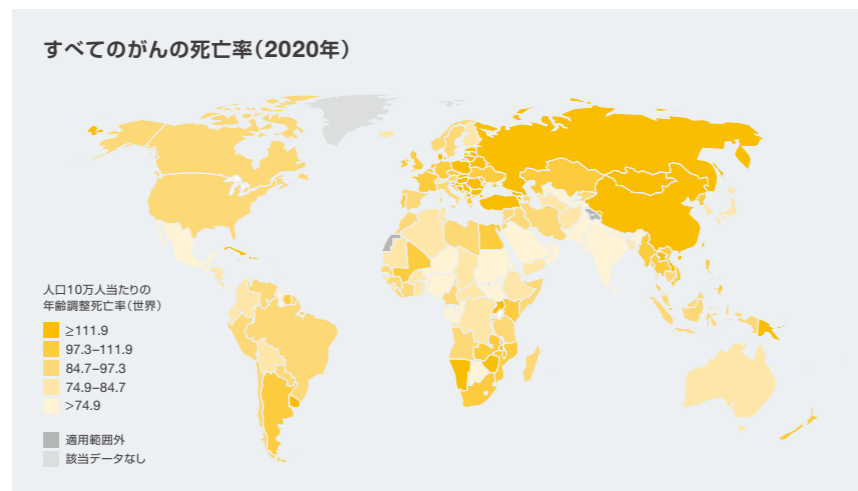 すべてのがんの死亡率（2020年）
人口10万人当たりの
年齢調整死亡率（世界）
≥111.9
97.3–111.9
84.7–97.3
74.9–84.7
>74.9
適用範囲外
該当データなし